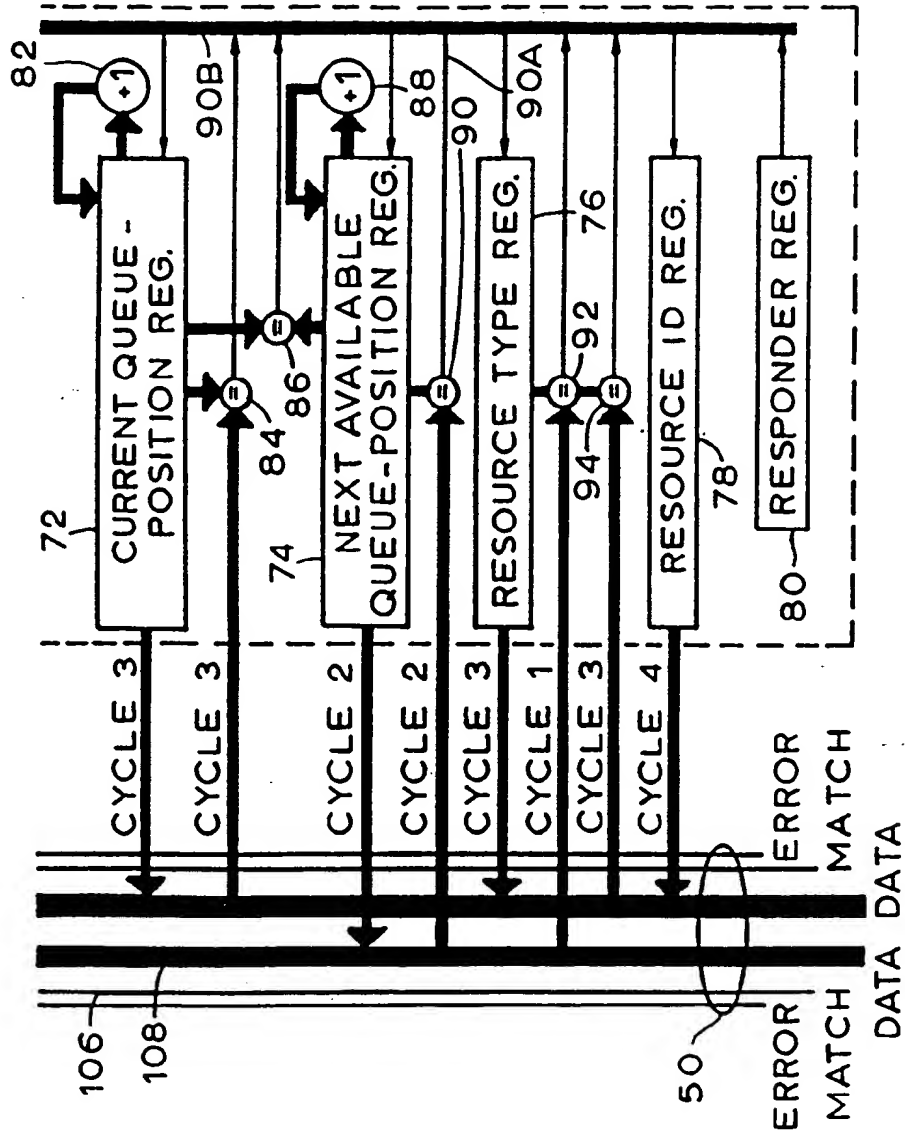 82
72
CURRENT QUEUE-
POSITION REG.
+1
90B
CYCLE 3
CYCLE 3
=
84
=
86
74
NEXT AVAILABLE
QUEUE-POSITION REG.
+1
88
CYCLE 2
CYCLE 2
=
90
90A
CYCLE 3
RESOURCE TYPE REG.
76
CYCLE 1
=
92
CYCLE 3
=
94
CYCLE 4
RESOURCE ID REG.
78
RESPONDER REG.
80
106
108
50
ERROR
MATCH
DATA
DATA
MATCH
ERROR